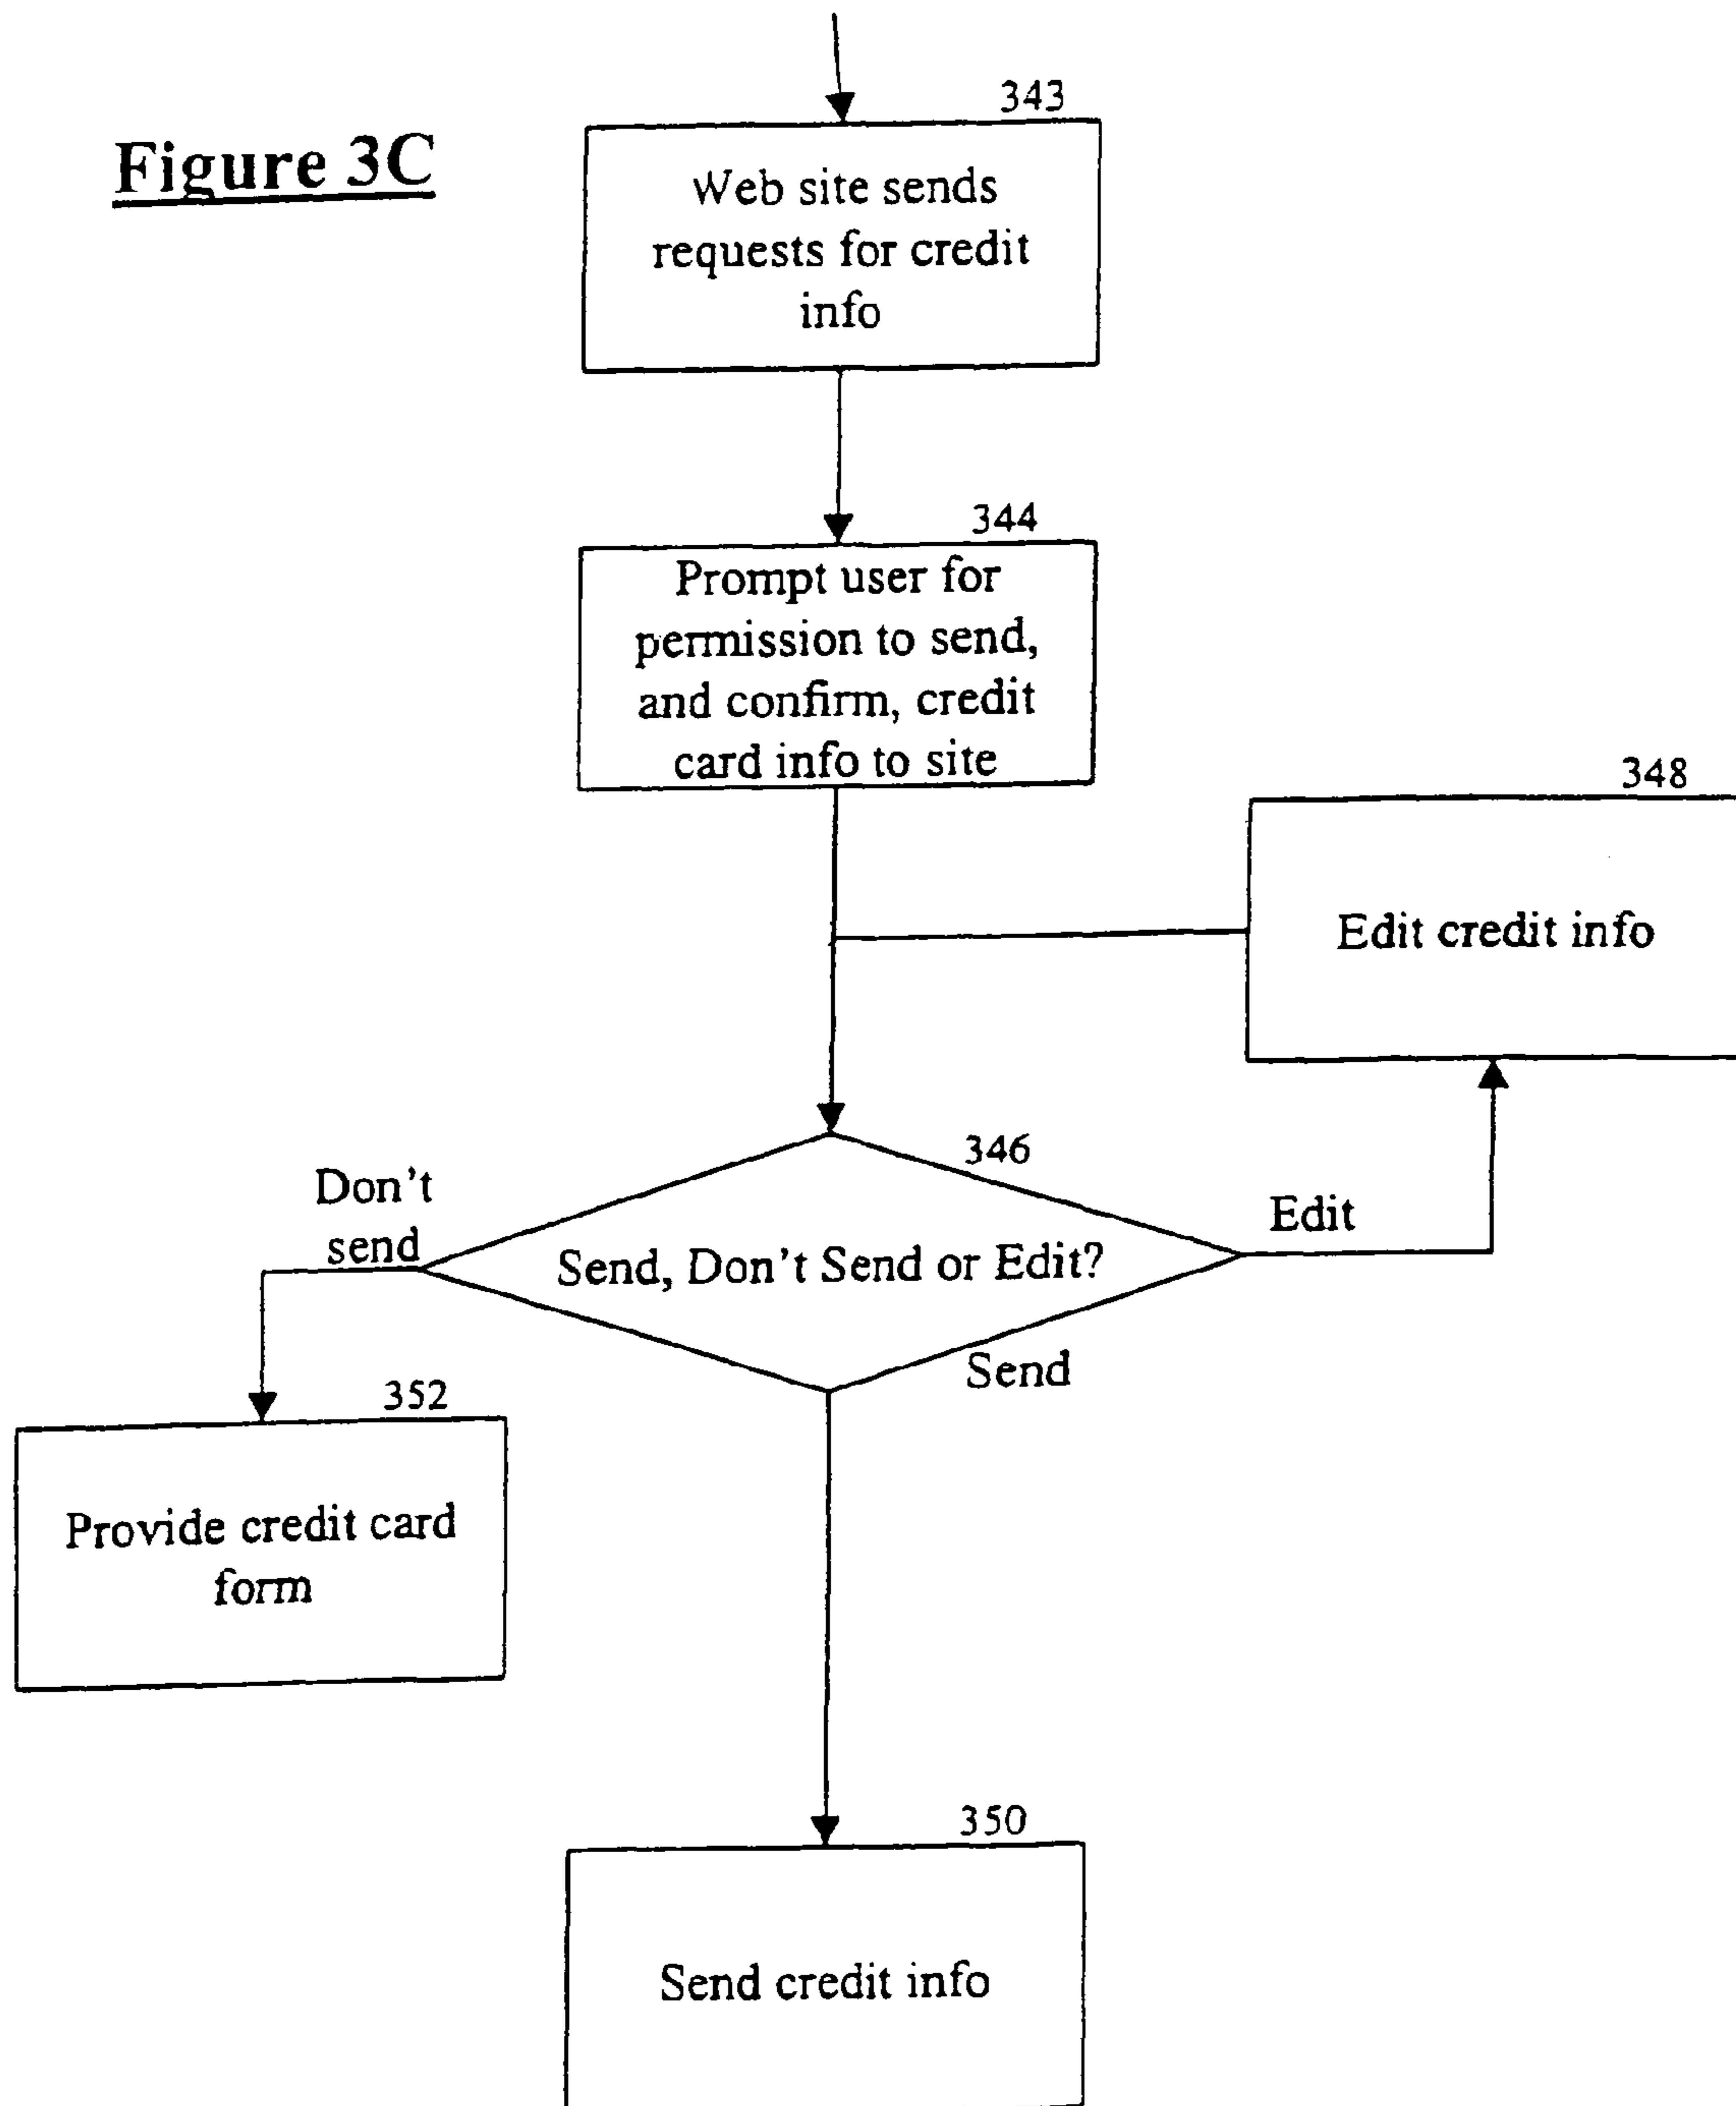 Figure 3C
343
Web site sends
requests for credit
info
344
Prompt user for
permission to send,
and confirm, credit
card info to site
348
Edit credit info
346
Send, Don't Send or Edit?
Don't
send
Edit
Send
352
Provide credit card
form
350
Send credit info